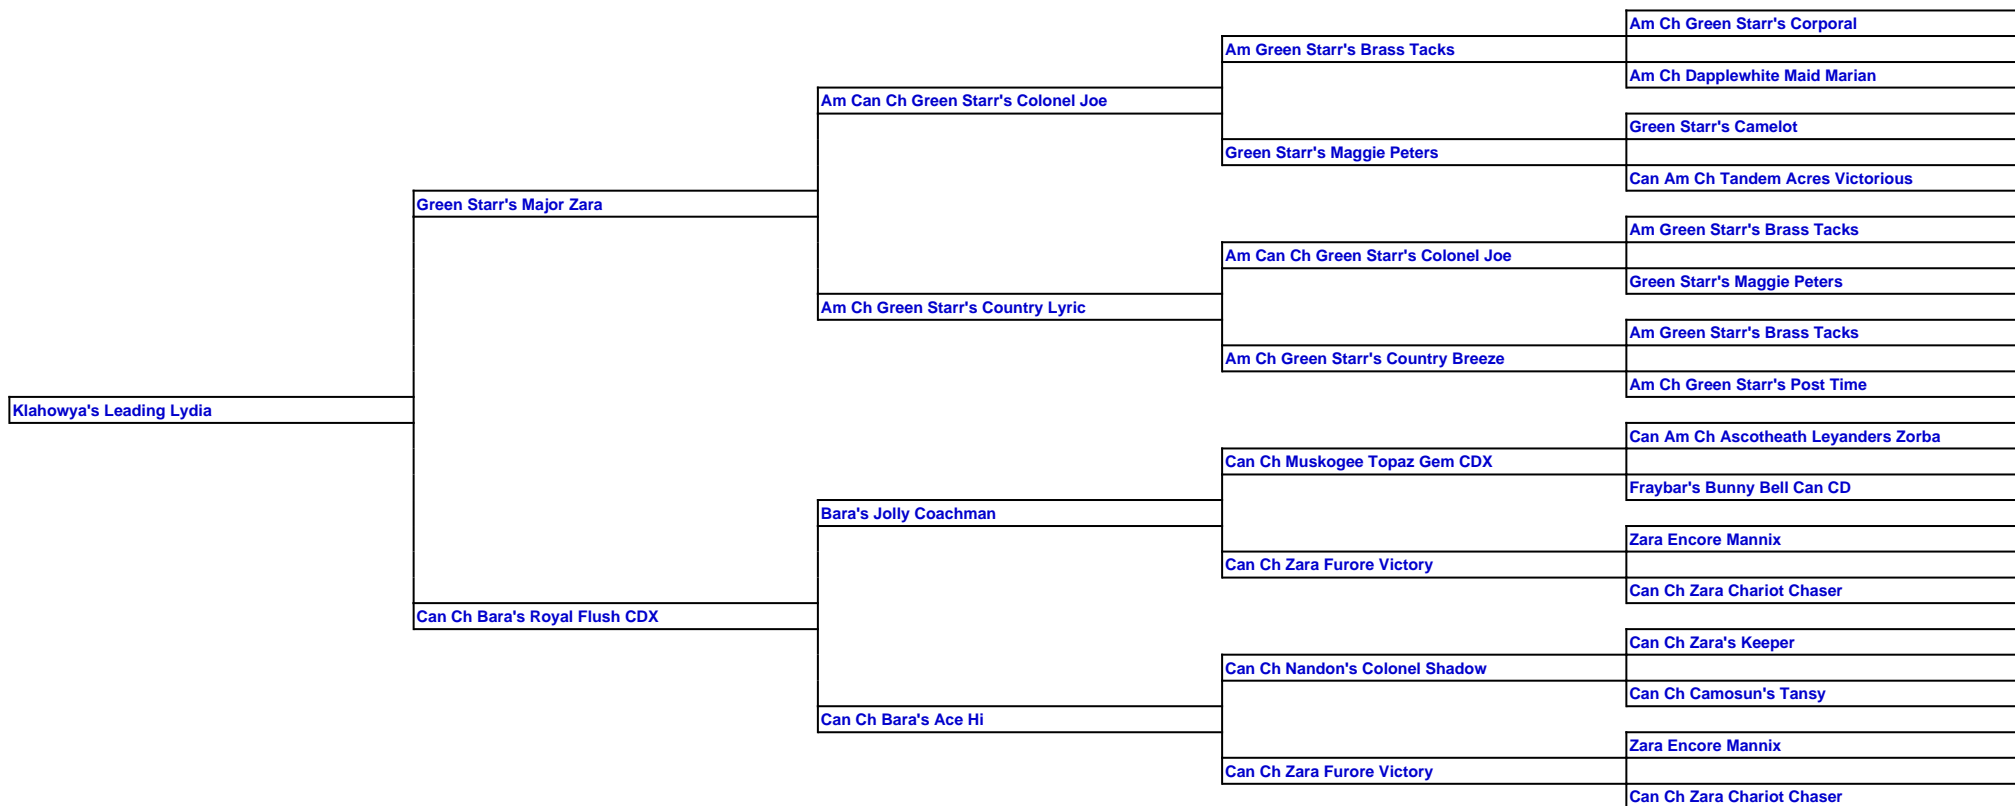 Am Ch Green Starr's Corporal
Am Green Starr's Brass Tacks
Am Ch Dapplewhite Maid Marian
Am Can Ch Green Starr's Colonel Joe
Green Starr's Camelot
Green Starr's Maggie Peters
Can Am Ch Tandem Acres Victorious
Green Starr's Major Zara
Am Green Starr's Brass Tacks
Am Can Ch Green Starr's Colonel Joe
Green Starr's Maggie Peters
Am Ch Green Starr's Country Lyric
Am Green Starr's Brass Tacks
Am Ch Green Starr's Country Breeze
Am Ch Green Starr's Post Time
Klahowya's Leading Lydia
Can Am Ch Ascotheath Leyanders Zorba
Can Ch Muskogee Topaz Gem CDX
Fraybar's Bunny Bell Can CD
Bara's Jolly Coachman
Zara Encore Mannix
Can Ch Zara Furore Victory
Can Ch Zara Chariot Chaser
Can Ch Bara's Royal Flush CDX
Can Ch Zara's Keeper
Can Ch Nandon's Colonel Shadow
Can Ch Camosun's Tansy
Can Ch Bara's Ace Hi
Zara Encore Mannix
Can Ch Zara Furore Victory
Can Ch Zara Chariot Chaser